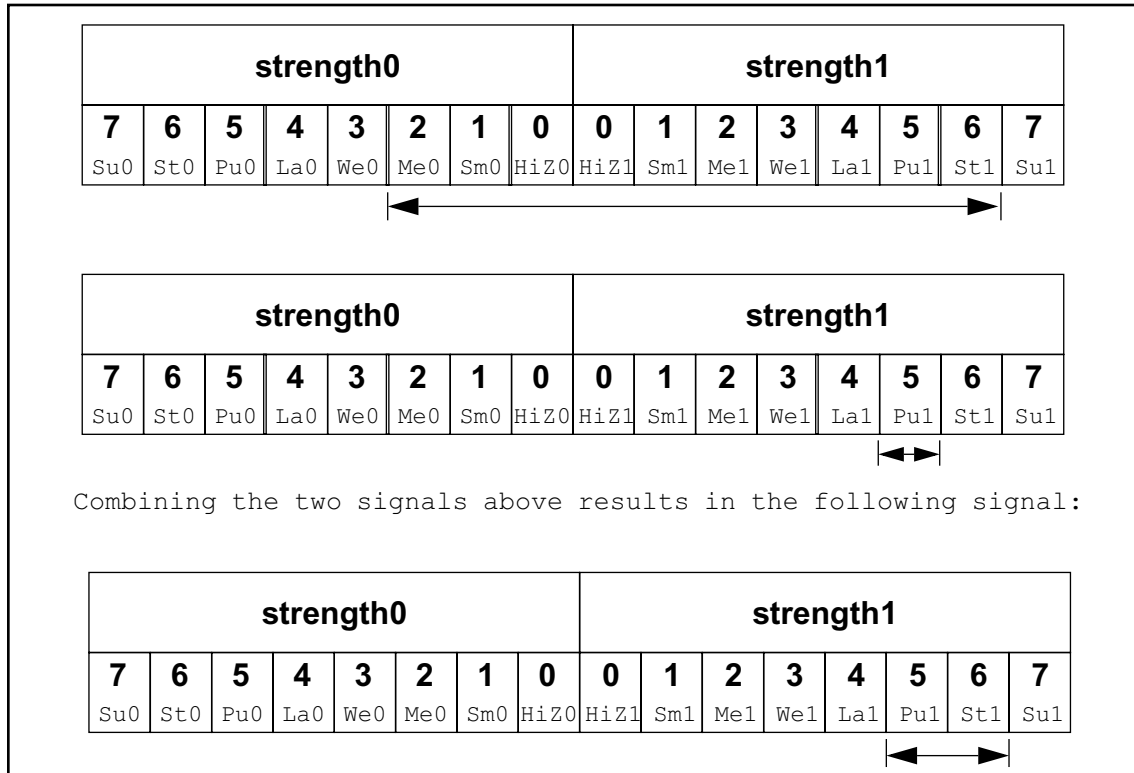 strength0 strength1
7 6 5 4 3 2 1 0 0 1 2 3 4 5 6 7
Su0 St0 Pu0 La0 We0 Me0 Sm0 HiZ0 HiZ1 Sm1 Me1 We1 La1 Pu1 St1 Su1
strength0 strength1
7 6 5 4 3 2 1 0 0 1 2 3 4 5 6 7
Su0 St0 Pu0 La0 We0 Me0 Sm0 HiZ0 HiZ1 Sm1 Me1 We1 La1 Pu1 St1 Su1
Combining the two signals above results in the following signal:
strength0 strength1
7 6 5 4 3 2 1 0 0 1 2 3 4 5 6 7
Su0 St0 Pu0 La0 We0 Me0 Sm0 HiZ0 HiZ1 Sm1 Me1 We1 La1 Pu1 St1 Su1